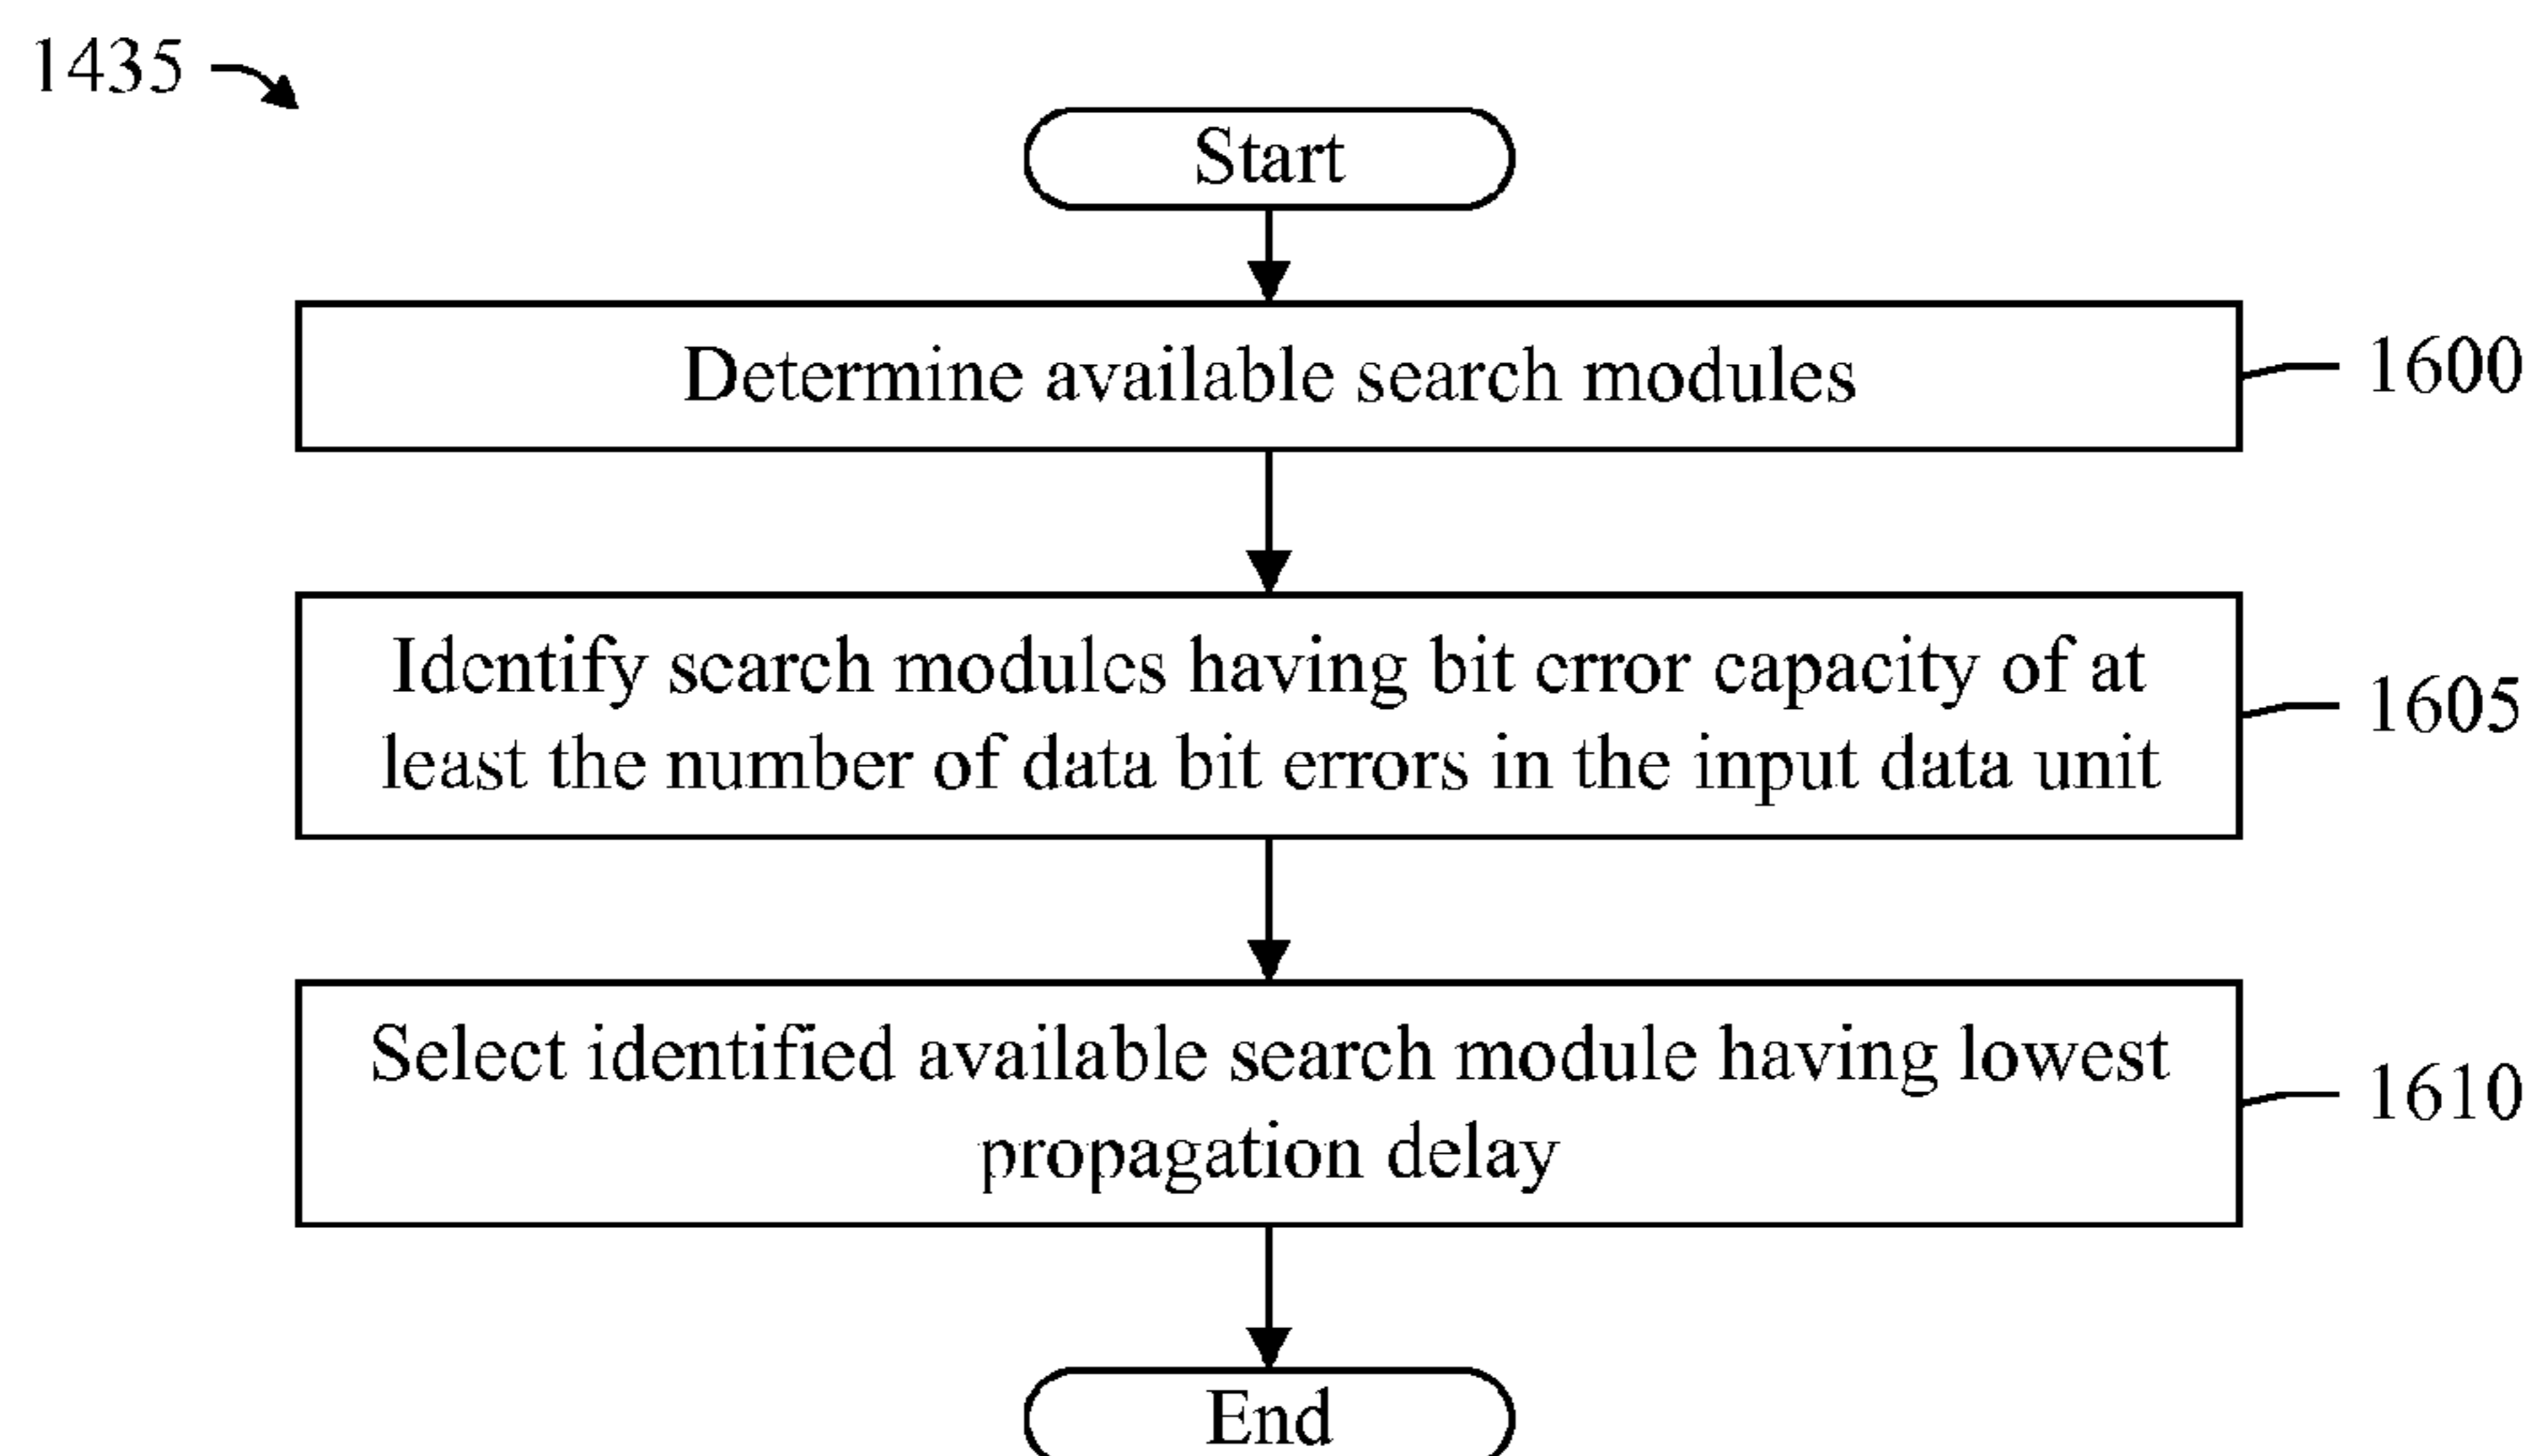 1435
Start
Determine available search modules
1600
Identify search modules having bit error capacity of at
least the number of data bit errors in the input data unit
1605
Select identified available search module having lowest
propagation delay
1610
End